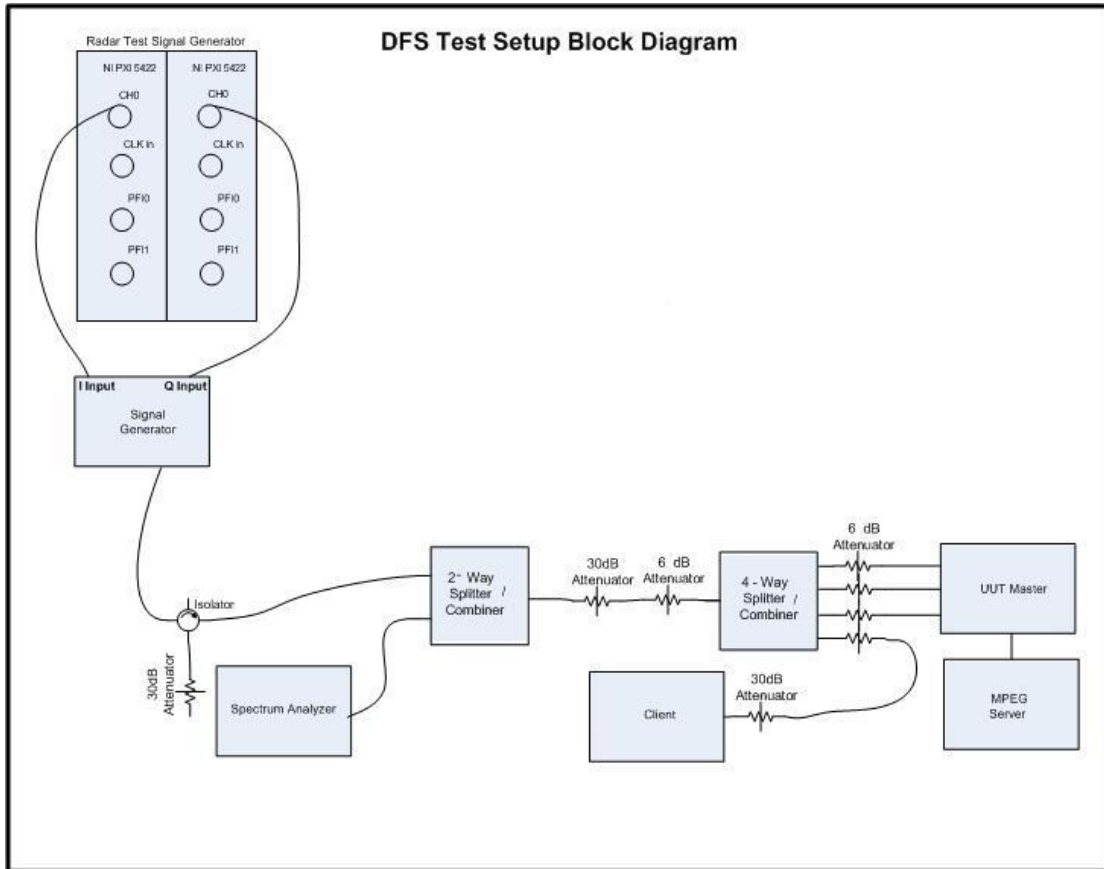 DFS Test Setup Block Diagram
Radar Test Signal Generator
NI PXI 5422
NI PXI 5422
CH0
CH0
CLK in
CLK in
PFI0
PFI0
PFI1
PFI1
I Input
Q Input
Signal
Generator
Isolator
30dB
Attenuator
Spectrum Analyzer
2- Way
Splitter /
Combiner
30dB
Attenuator
6 dB
Attenuator
4 - Way
Splitter /
Combiner
6 dB
Attenuator
UUT Master
MPEG
Server
30dB
Attenuator
Client